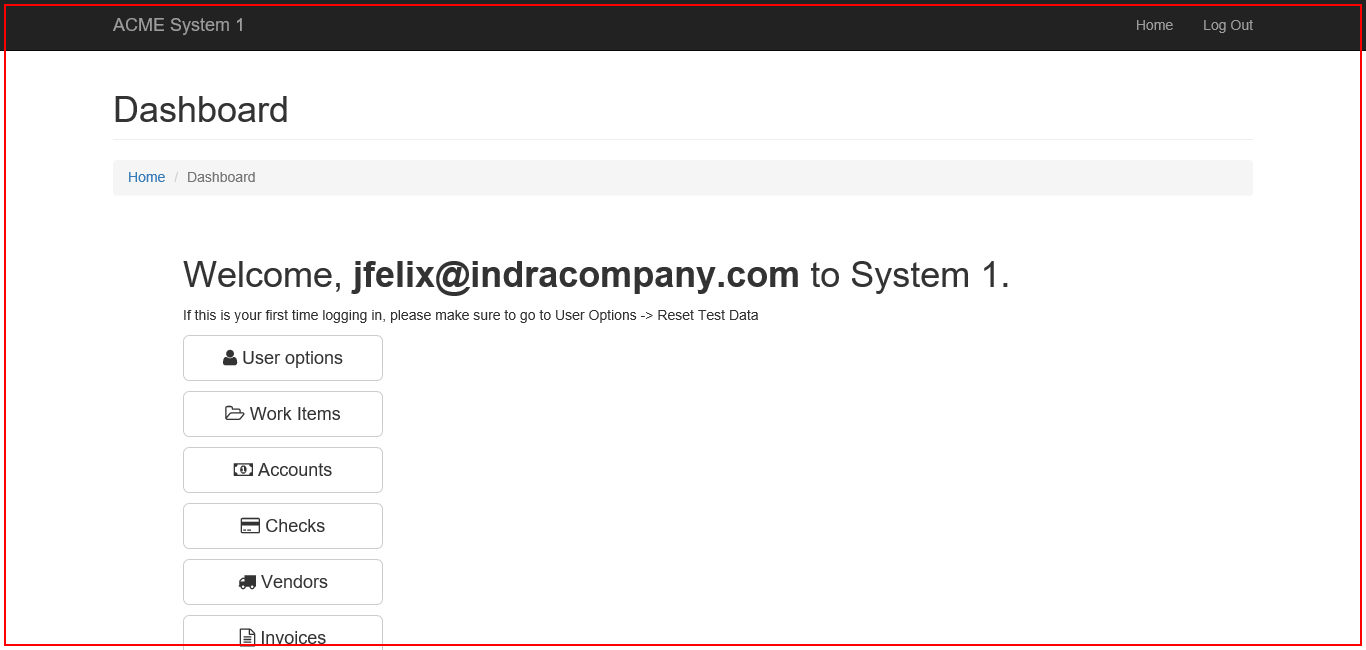 ACME System 1
Home
Log Out
Dashboard
Home / Dashboard
Welcome, jfelix@indracompany.com to System 1.
If this is your first time logging in, please make sure to go to User Options -> Reset Test Data
User options
Work Items
Accounts
Checks
Vendors
Invoices